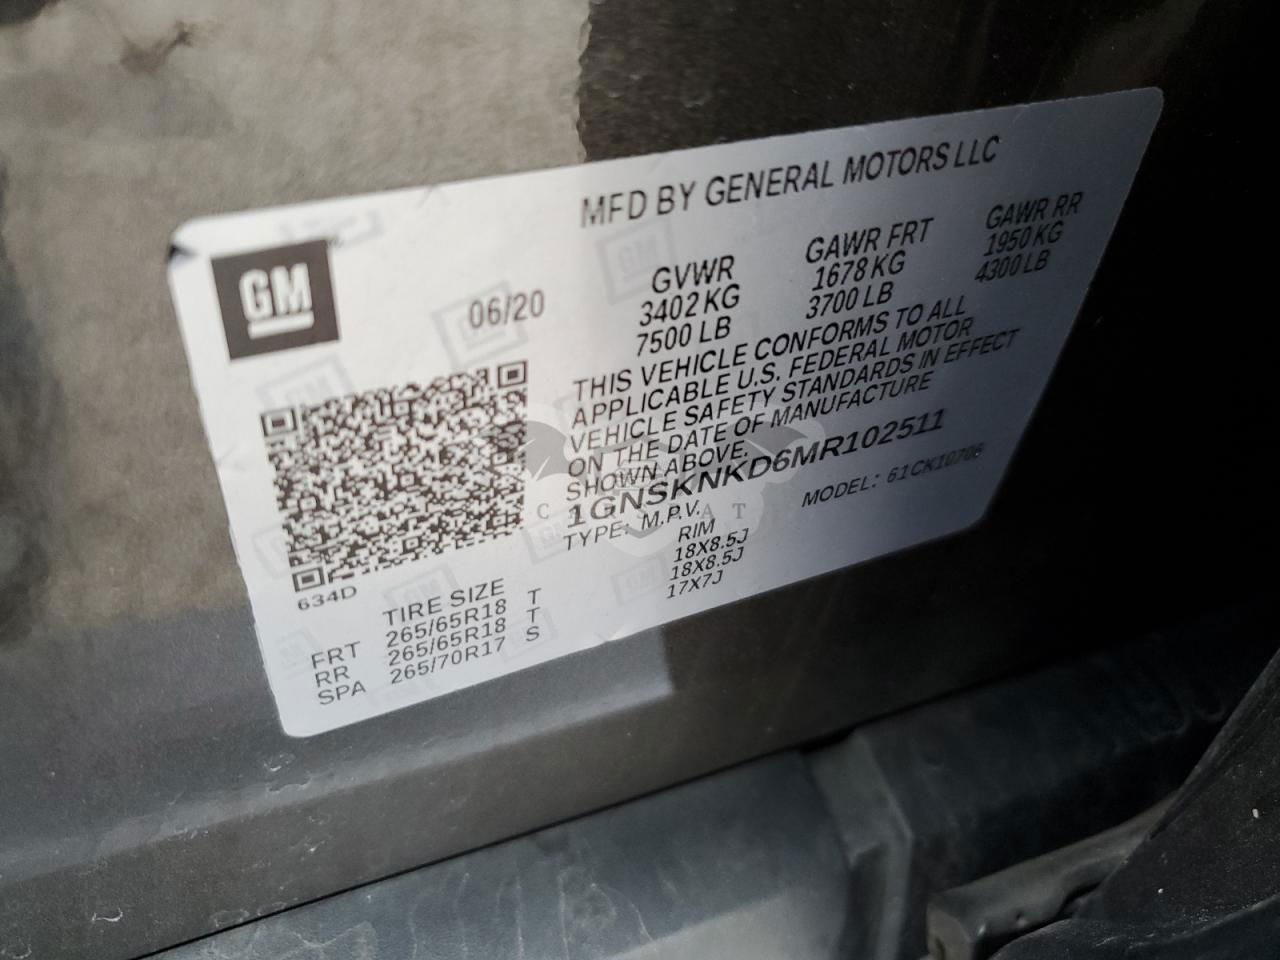 MFD BY GENERAL MOTORS LLC
GM
06/20
GVWR
3402 KG
7500 LB
GAWR FRT
1678 KG
3700 LB
GAWR RR
1950 KG
4300 LB
THIS VEHICLE CONFORMS TO ALL
APPLICABLE U.S. FEDERAL MOTOR
VEHICLE SAFETY STANDARDS IN EFFECT
ON THE DATE OF MANUFACTURE
SHOWN ABOVE.
1GNSKNKD6MR102511
TYPE: M.P.V.
MODEL: 61CK10706
634D
TIRE SIZE
RIM
FRT 265/65R18 T 18X8.5J
RR 265/65R18 T 18X8.5J
SPA 265/70R17 S 17X7J